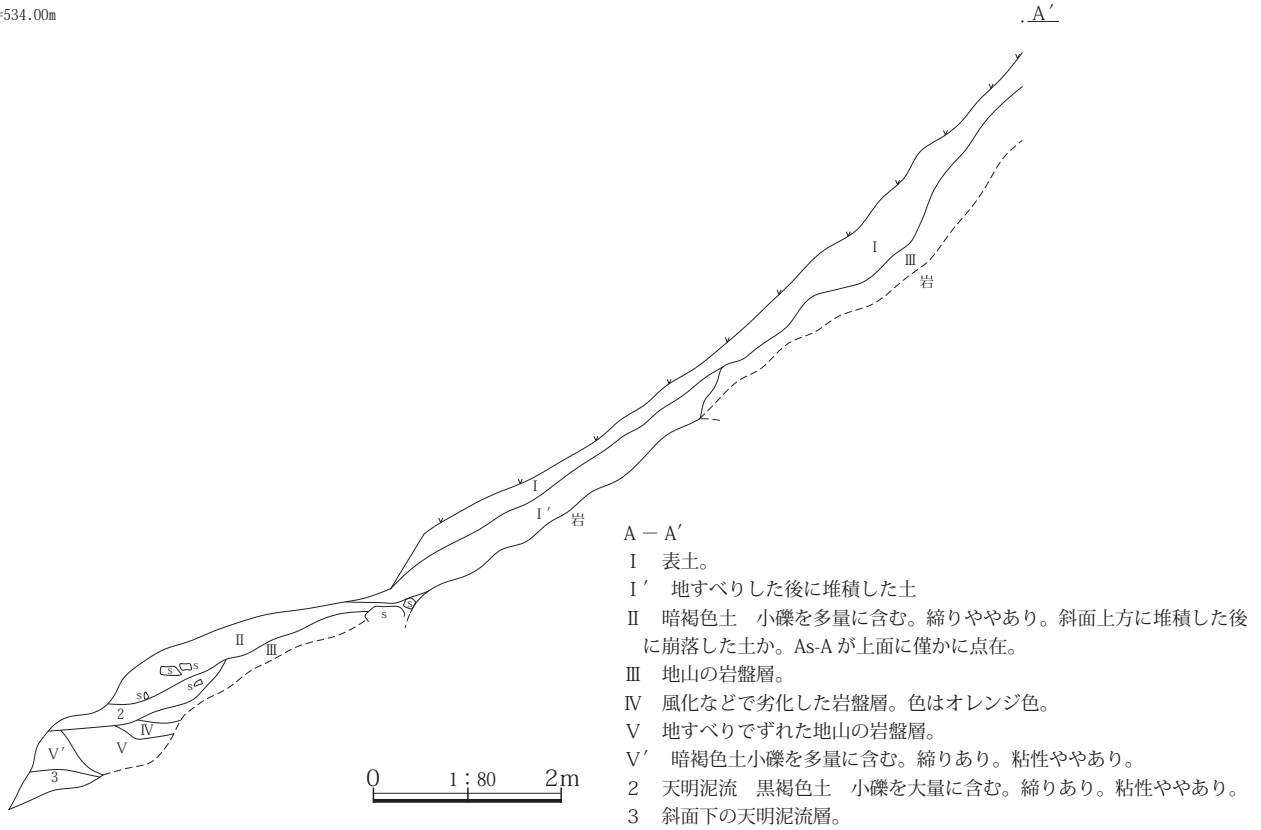 =534.00m
. A′
Ⅰ
Ⅲ
岩
Ⅰ
Ⅰ′ 岩
s
s
Ⅱ
Ⅲ
s s
s s
2
Ⅳ
Ⅴ′ Ⅴ
3
0 1:80 2m
A － A′
Ⅰ 表土。
Ⅰ′ 地すべりした後に堆積した土
Ⅱ 暗褐色土 小礫を多量に含む。締りややあり。斜面上方に堆積した後
に崩落した土か。As-A が上面に僅かに点在。
Ⅲ 地山の岩盤層。
Ⅳ 風化などで劣化した岩盤層。色はオレンジ色。
Ⅴ 地すべりでずれた地山の岩盤層。
Ⅴ′ 暗褐色土小礫を多量に含む。締りあり。粘性ややあり。
2 天明泥流 黒褐色土 小礫を大量に含む。締りあり。粘性ややあり。
3 斜面下の天明泥流層。